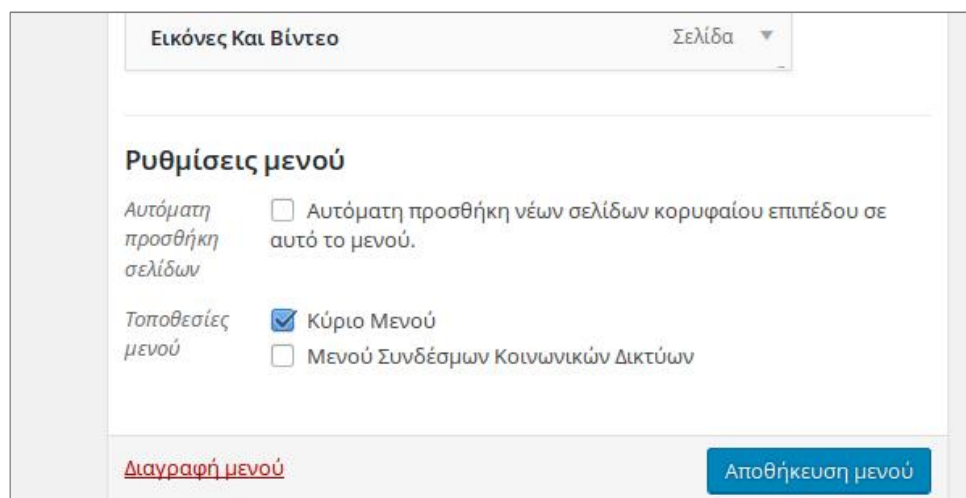 Εικόνες Και Βίντεο Σελίδα
Ρυθμίσεις μενού
Αυτόματη προσθήκη σελίδων
Αυτόματη προσθήκη νέων σελίδων κορυφαίου επιπέδου σε
αυτό το μενού.
Τοποθεσίες μενού
Κύριο Μενού
Μενού Συνδέσμων Κοινωνικών Δικτύων
Διαγραφή μενού
Αποθήκευση μενού